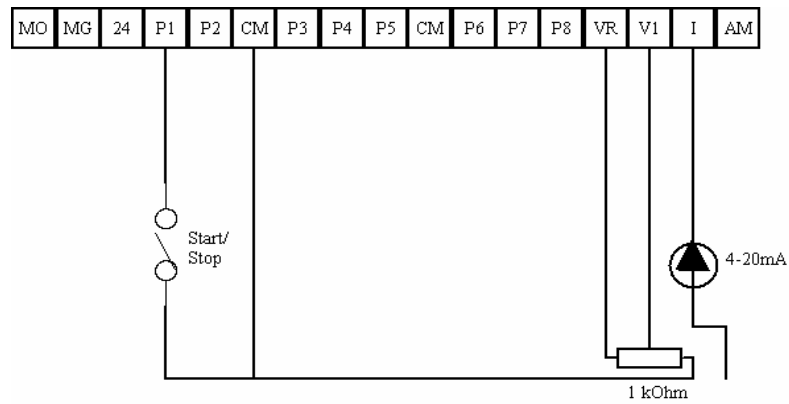 MO MG 24 P1 P2 CM P3 P4 P5 CM P6 P7 P8 VR V1 I AM
Start/
Stop
4-20mA
1 kOhm